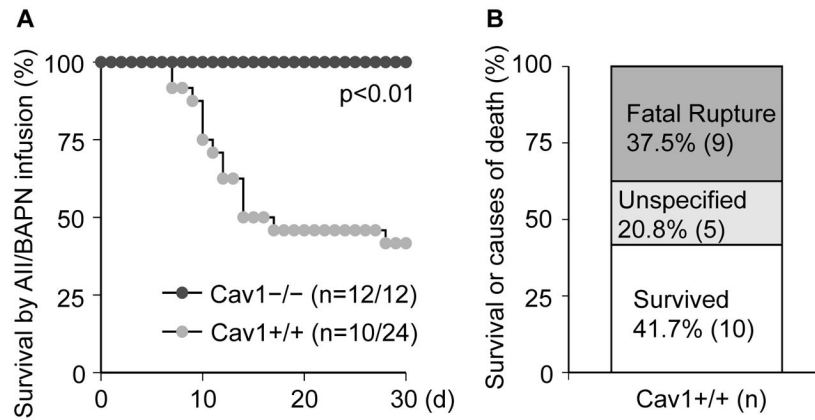 A
Survival by AII/BAPN infusion (%)
100
75
50
25
0
p<0.01
Cav1−/− (n=12/12)
Cav1+/+ (n=10/24)
0
10
20
30
(d)
B
Survival or causes of death (%)
100
75
50
25
0
Fatal Rupture
37.5% (9)
Unspecified
20.8% (5)
Survived
41.7% (10)
Cav1+/+ (n)